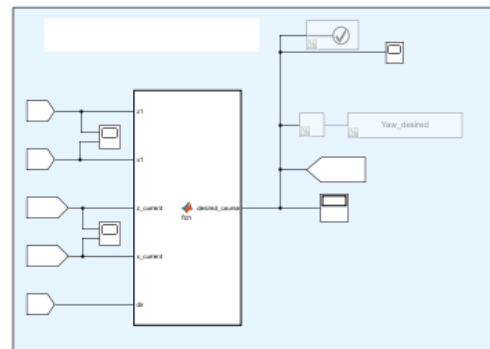 z1
x1
z_current
desired_course
fcn
x_current
dir
Yaw_desired